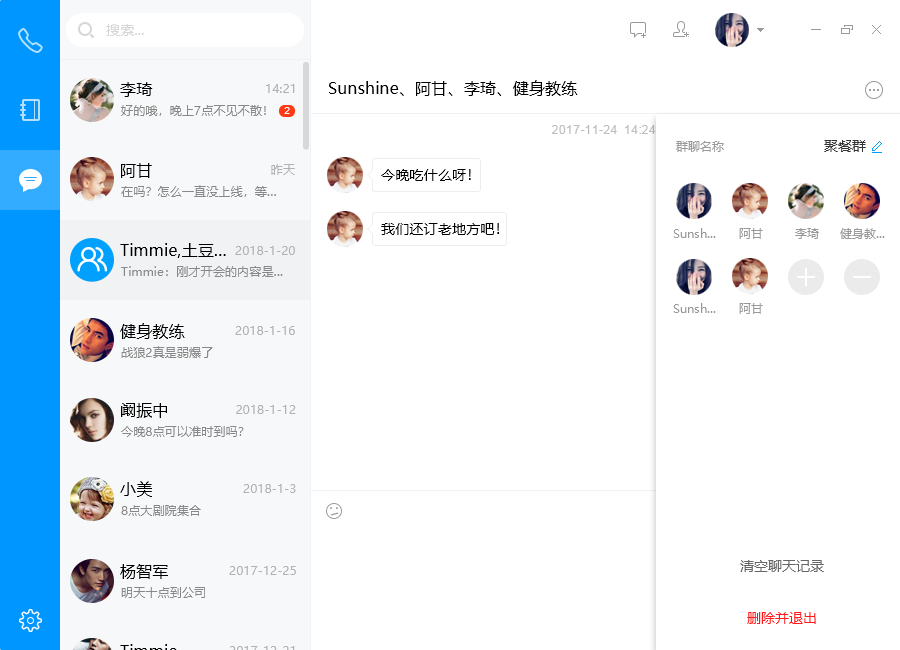 搜索...
李琦 14:21
好的哦，晚上7点不见不散！ 2
阿甘 昨天
在吗？怎么一直没上线，等...
Timmie,土豆... 2018-1-20
Timmie：刚才开会的内容是...
健身教练 2018-1-16
战狼2真是弱爆了
阚振中 2018-1-12
今晚8点可以准时到吗?
小美 2018-1-3
8点大剧院集合
杨智军 2017-12-25
明天十点到公司
Timmie 2017-12-21
Sunshine、阿甘、李琦、健身教练
2017-11-24 14:24
今晚吃什么呀！
我们还订老地方吧！
群聊名称 聚餐群
Sunsh... 阿甘 李琦 健身教...
Sunsh... 阿甘
清空聊天记录
删除并退出